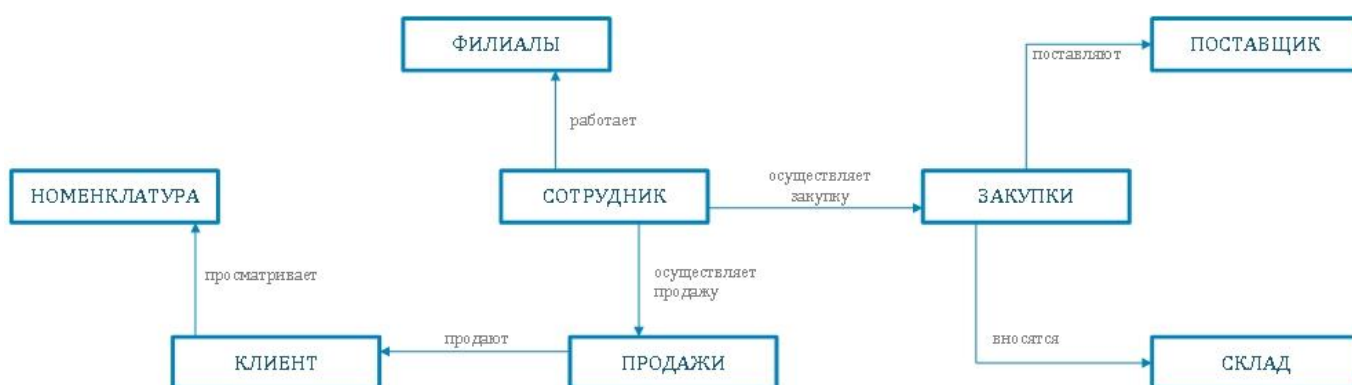 ФИЛИАЛЫ
ПОСТАВЩИК
поставляют
работает
НОМЕНКЛАТУРА
СОТРУДНИК
осуществляет
закупку
ЗАКУПКИ
просматривает
осуществляет
продажу
КЛИЕНТ
продают
ПРОДАЖИ
вносятся
СКЛАД